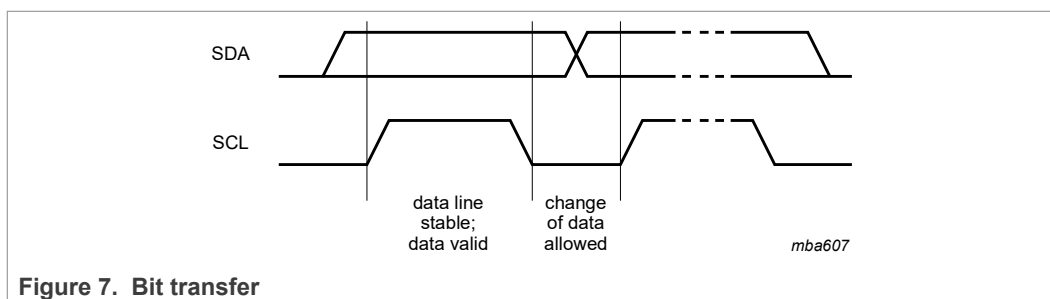 SDA
SCL
data line
stable;
data valid
change
of data
allowed
mba607
Figure 7. Bit transfer